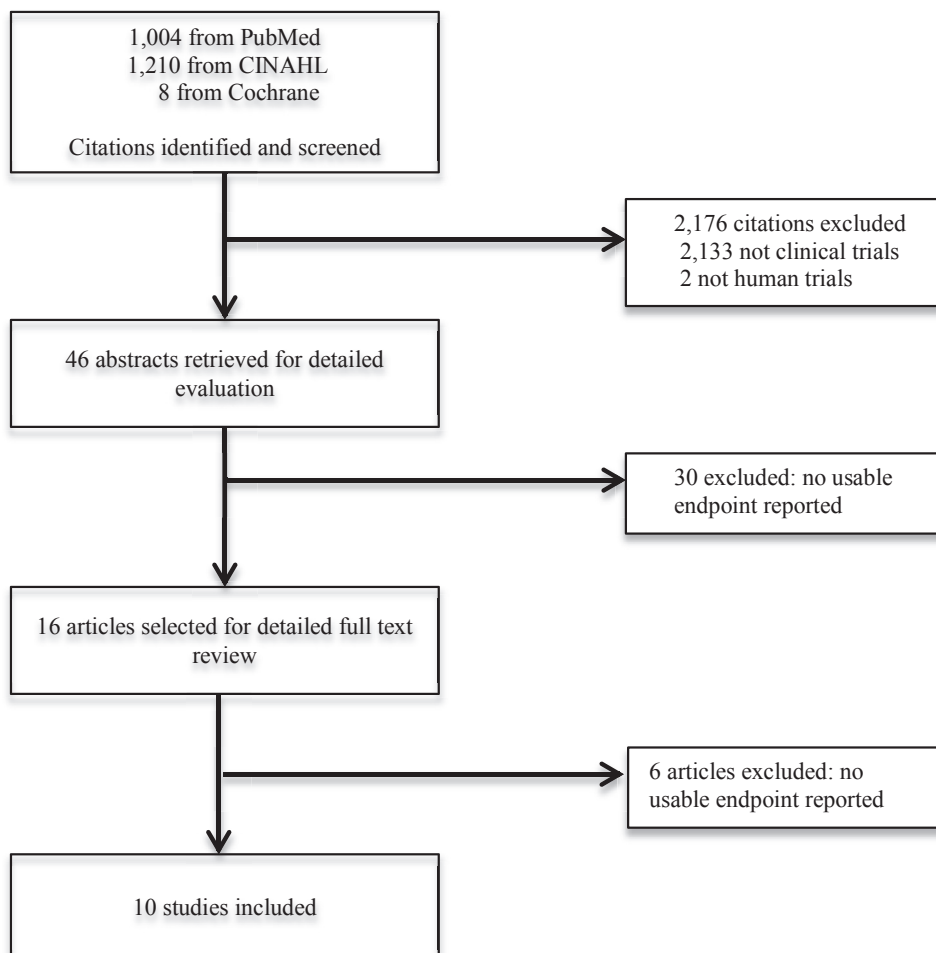 1,004 from PubMed
1,210 from CINAHL
8 from Cochrane
Citations identified and screened
2,176 citations excluded
2,133 not clinical trials
2 not human trials
46 abstracts retrieved for detailed
evaluation
30 excluded: no usable
endpoint reported
16 articles selected for detailed full text
review
6 articles excluded: no
usable endpoint reported
10 studies included